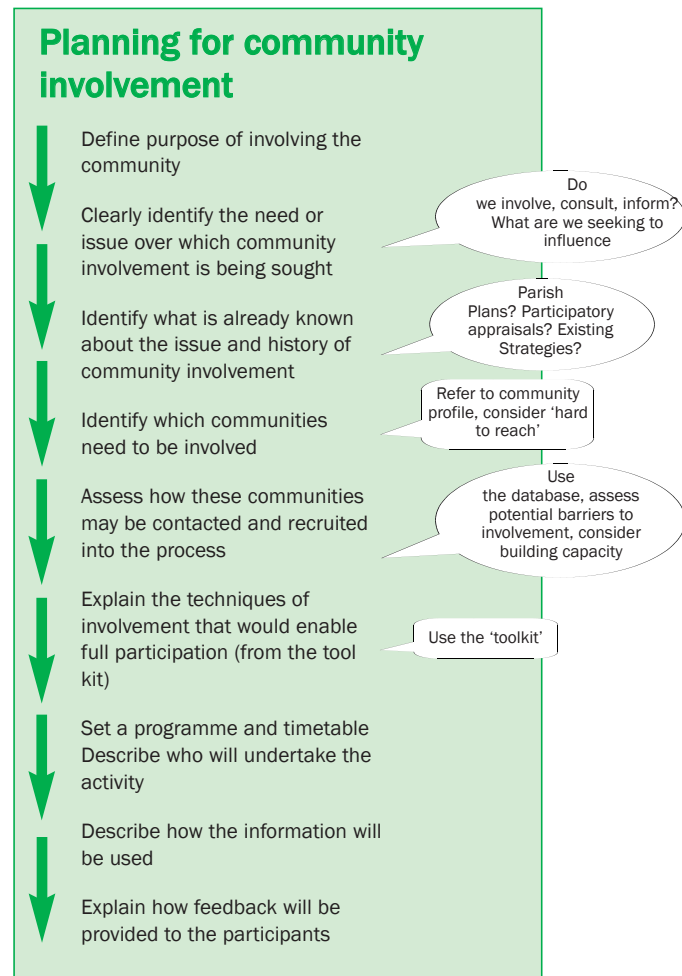 Planning for community
involvement
Define purpose of involving the
community
Clearly identify the need or
issue over which community
involvement is being sought
Do
we involve, consult, inform?
What are we seeking to
influence
Identify what is already known
about the issue and history of
community involvement
Parish
Plans? Participatory
appraisals? Existing
Strategies?
Identify which communities
need to be involved
Refer to community
profile, consider ‘hard
to reach’
Assess how these communities
may be contacted and recruited
into the process
Use
the database, assess
potential barriers to
involvement, consider
building capacity
Explain the techniques of
involvement that would enable
full participation (from the tool
kit)
Use the ‘toolkit’
Set a programme and timetable
Describe who will undertake the
activity
Describe how the information will
be used
Explain how feedback will be
provided to the participants